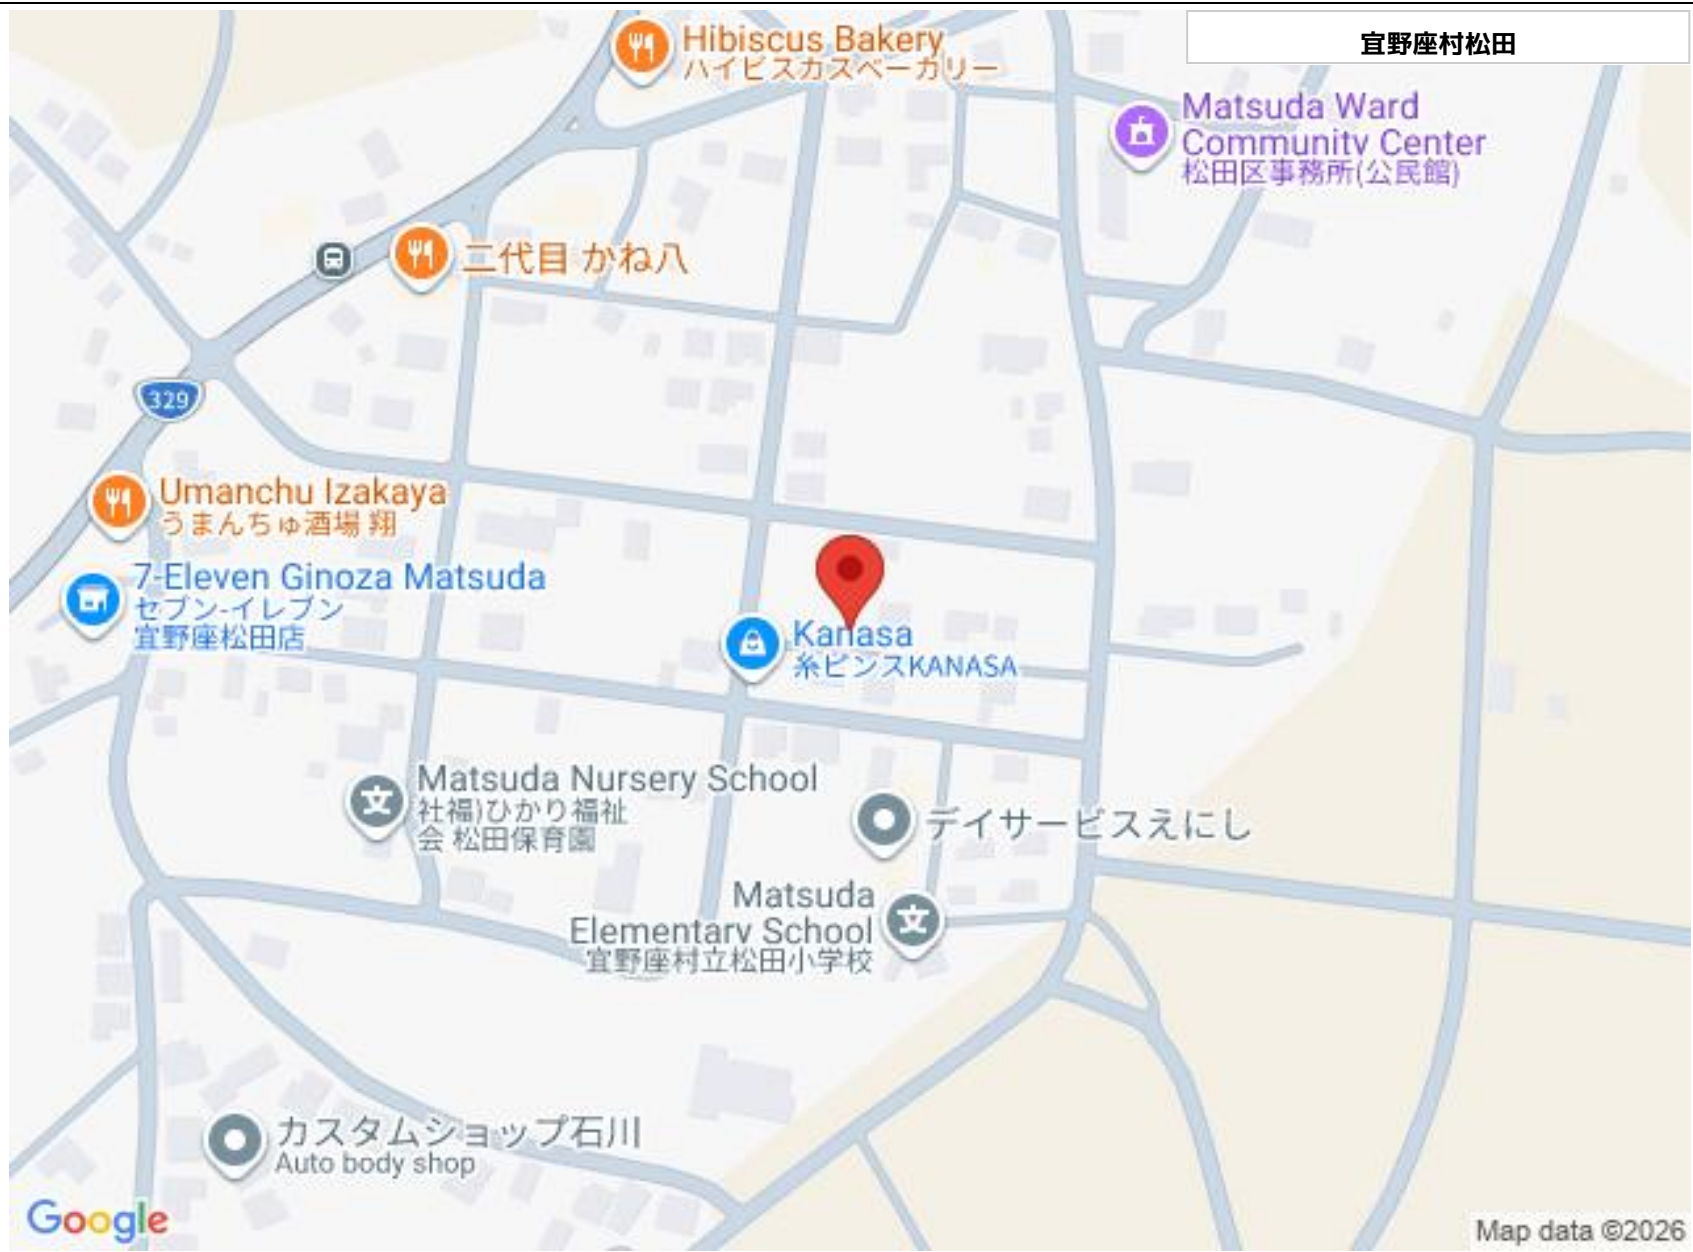 宜野座村松田
Hibiscus Bakery
ハイビスカスベーカリー
Matsuda Ward
Community Center
松田区事務所(公民館)
二代目 かね八
329
Umanchu Izakaya
うまんちゅ酒場 翔
7-Eleven Ginoza Matsuda
セブン-イレブン
宜野座松田店
Kanasa
糸ピンスKANASA
Matsuda Nursery School
社福)ひかり福祉
会 松田保育園
デイサービスえにし
Matsuda
Elementary School
宜野座村立松田小学校
カスタムショップ石川
Auto body shop
Google
Map data ©2026